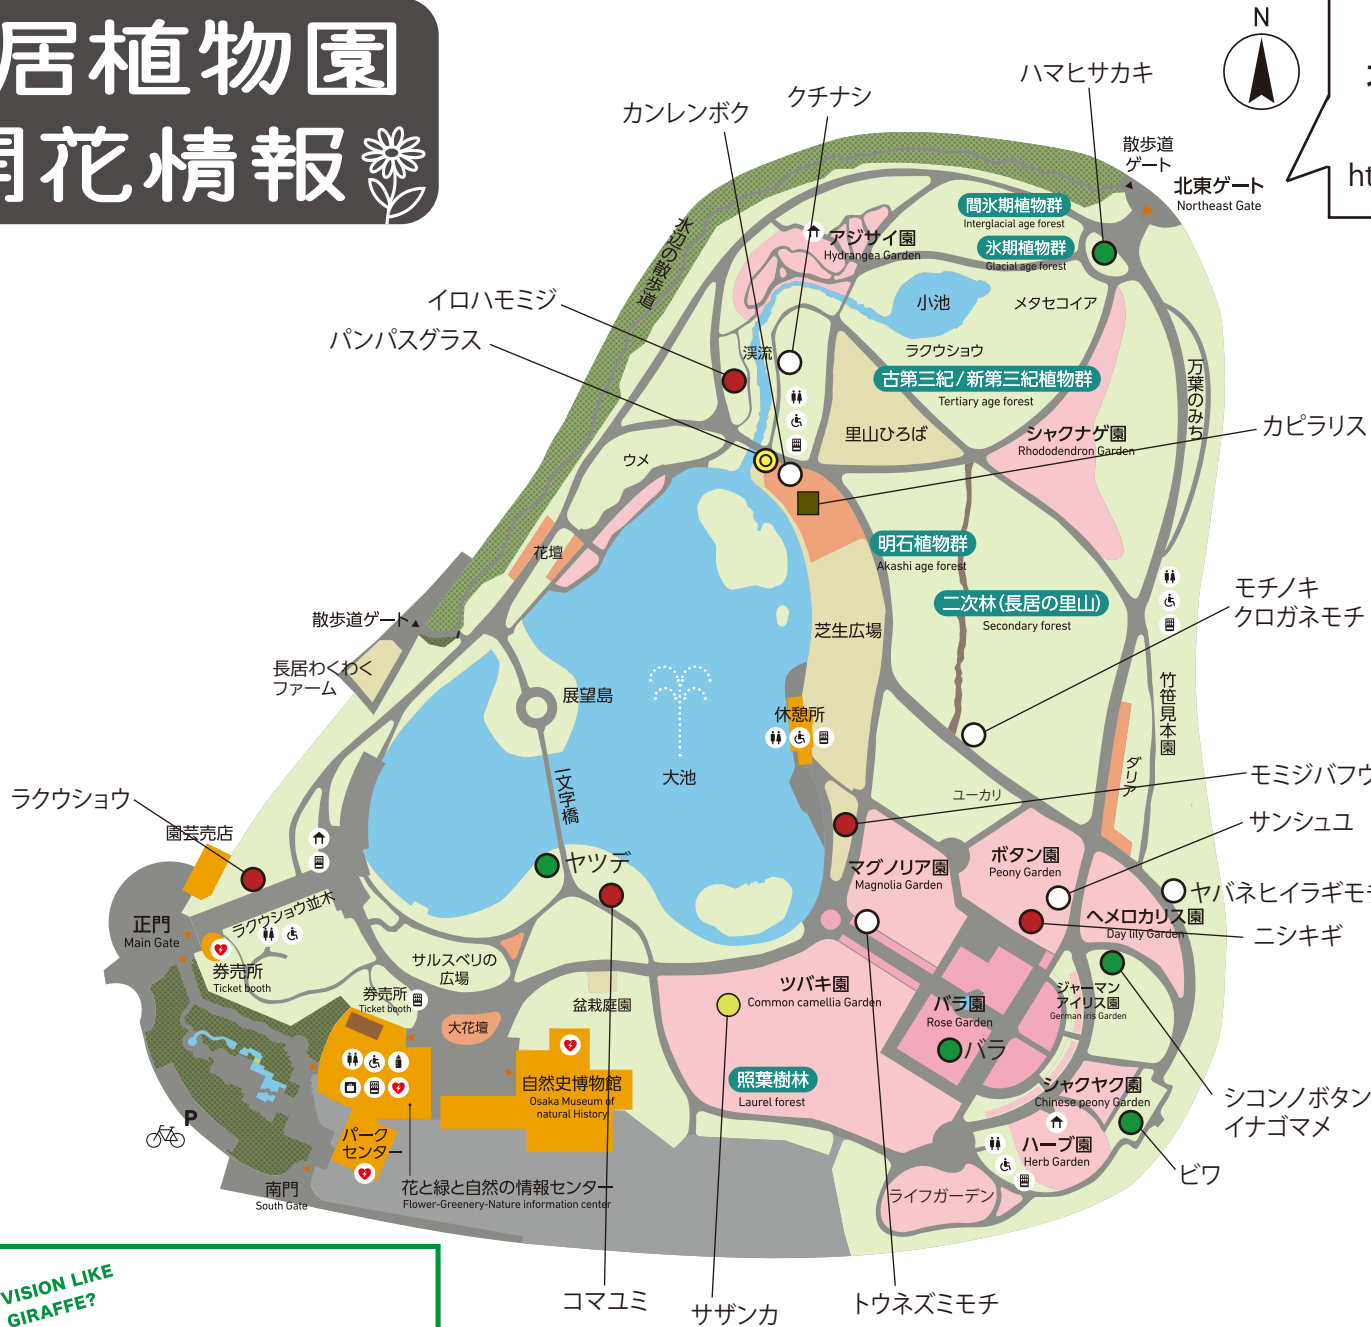 居植物園
開花情報
N
ht
ハマヒサカキ
クチナシ
カンレンボク
散歩道
ゲート
北東ゲート
Northeast Gate
間氷期植物群
Interglacial age forest
氷期植物群
Glacial age forest
アジサイ園
Hydrangea Garden
水辺の散歩道
イロハモミジ
パンパスグラス
小池
メタセコイア
渓流
ラクウショウ
古第三紀/新第三紀植物群
Tertiary age forest
万葉のみち
里山ひろば
シャクナゲ園
Rhododendron Garden
カピラリス
ウメ
花壇
明石植物群
Akashi age forest
二次林(長居の里山)
Secondary forest
モチノキ
クロガネモチ
散歩道ゲート
芝生広場
長居わくわく
ファーム
展望島
休憩所
竹笹見本園
大池
ダリア
一文字橋
ユーカリ
モミジバフウ
ラクウショウ
サンシュユ
園芸売店
ヤツデ
マグノリア園
Magnolia Garden
ボタン園
Peony Garden
ヤバネヒイラギモチ
ラクウショウ並木
正門
Main Gate
ヘメロカリス園
Day lily Garden
ニシキギ
券売所
Ticket booth
サルスベリの
広場
券売所
Ticket booth
盆栽庭園
ツバキ園
Common camellia Garden
ジャーマン
アイリス園
German iris Garden
バラ園
Rose Garden
バラ
大花壇
自然史博物館
Osaka Museum of
natural History
照葉樹林
Laurel forest
シャクヤク園
Chinese peony Garden
シコンノボタン
イナゴマメ
P
パーク
センター
ハーブ園
Herb Garden
ビワ
南門
South Gate
花と緑と自然の情報センター
Flower-Greenery-Nature information center
ライフガーデン
コマユミ
サザンカ
トウネズミモチ
VISION LIKE
GIRAFFE?